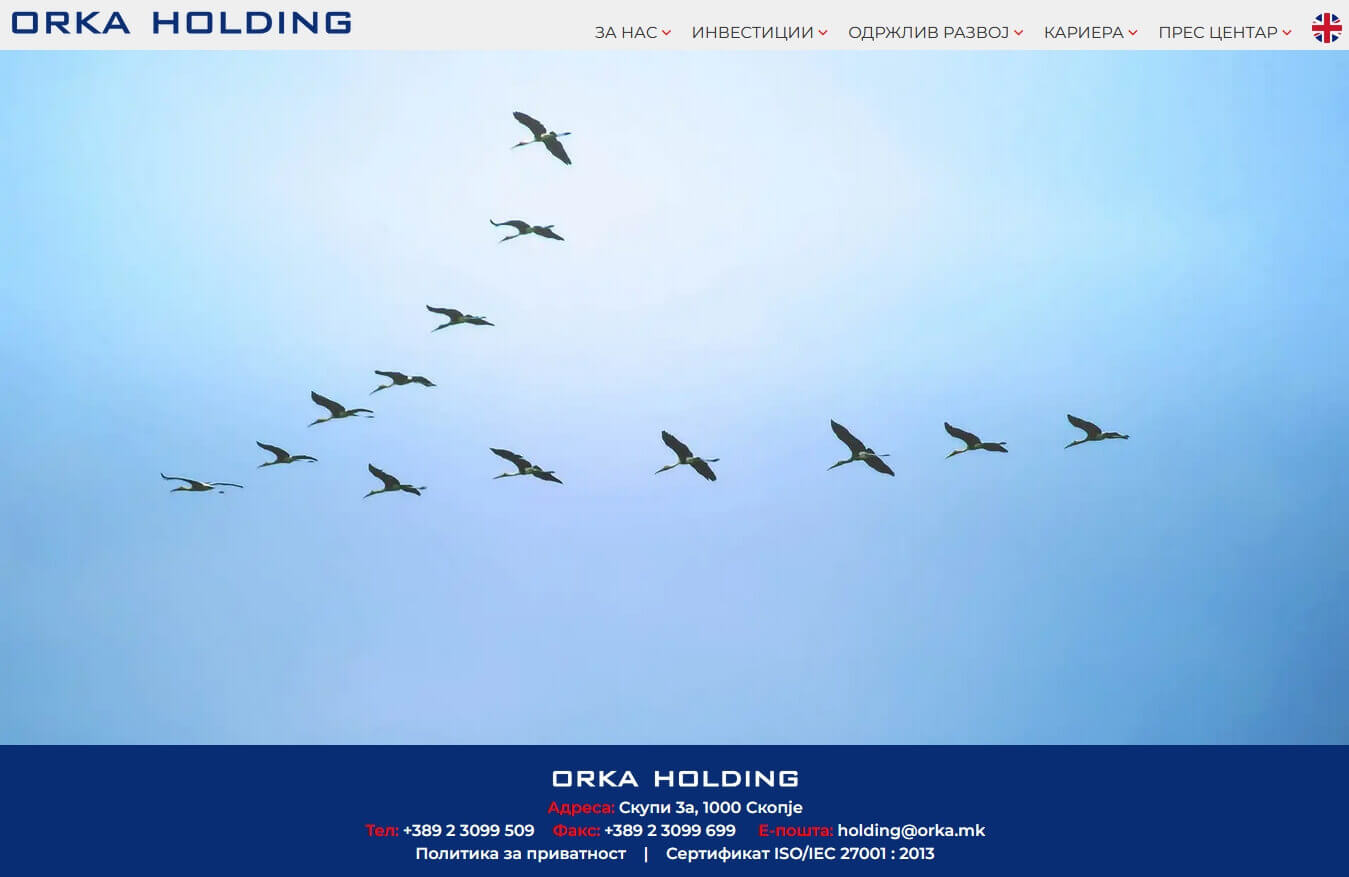 ORKA HOLDING
ЗА НАС ИНВЕСТИЦИИ ОДРЖЛИВ РАЗВОЈ КАРИЕРА ПРЕС ЦЕНТАР
ORKA HOLDING
Адреса: Скупи 3а, 1000 Скопје
Тел: +389 2 3099 509 Факс: +389 2 3099 699 Е-пошта: holding@orka.mk
Политика за приватност | Сертификат ISO/IEC 27001 : 2013